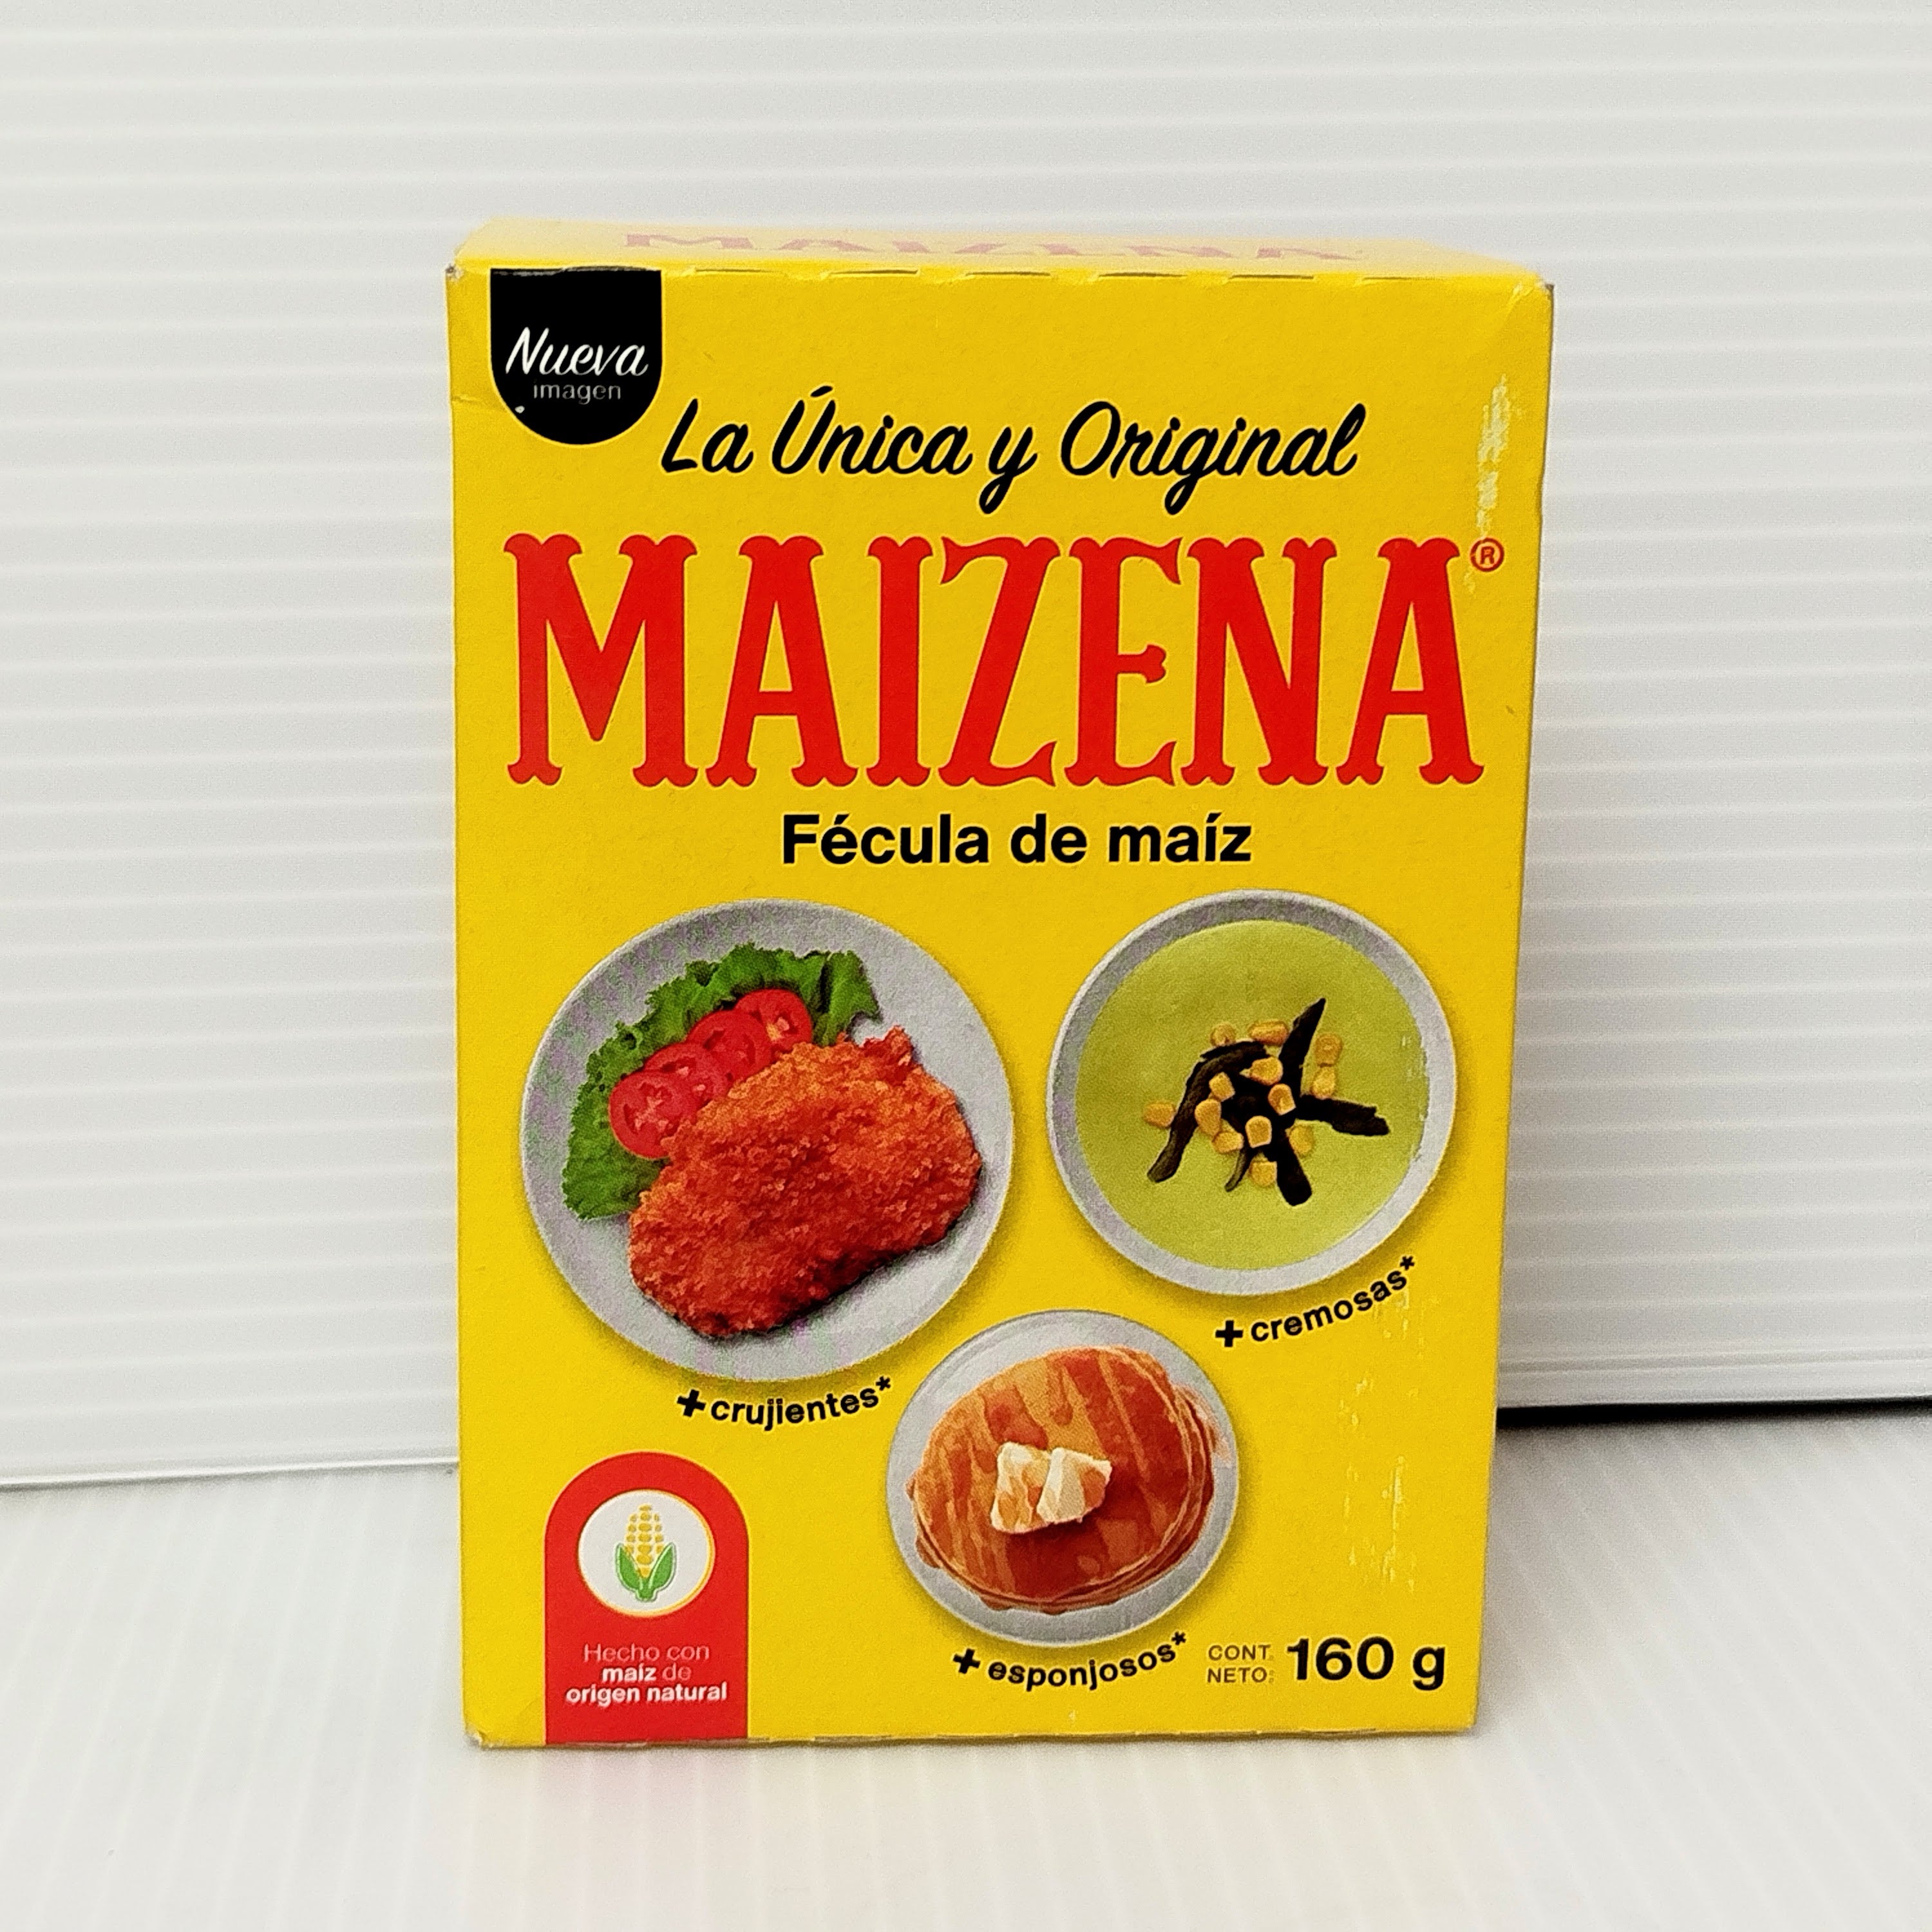 MAIZENA
Nueva
imagen
La Única y Original
MAIZENA®
Fécula de maíz
+cremosas*
+crujientes*
+esponjosos*
Hecho con
maíz de
origen natural
CONT.
NETO:
160 g